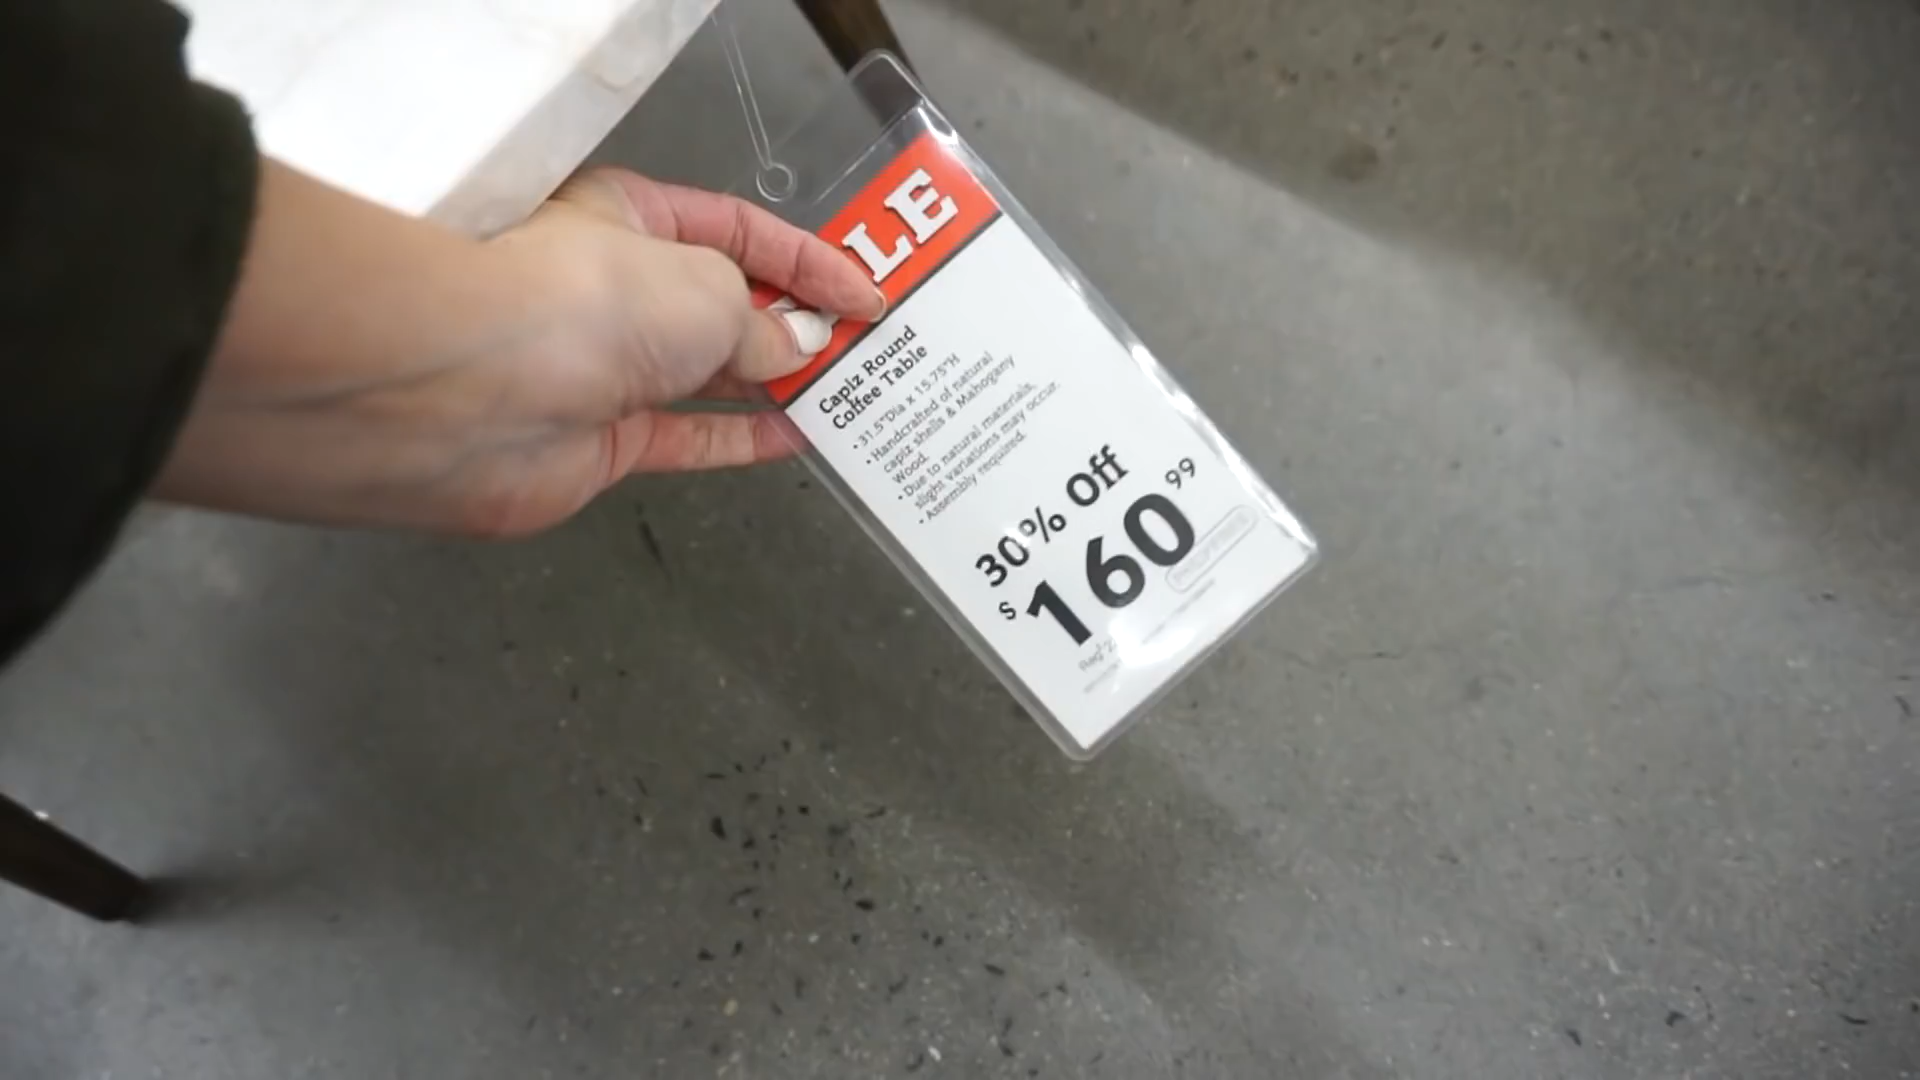 LE
Capiz Round
Coffee Table
• 31.5"Dia x 15.75"H
• Handcrafted of natural
capiz shells & Mahogany
Wood.
• Due to natural materials,
slight variations may occur.
• Assembly required.
30% Off
$160.99
Reg